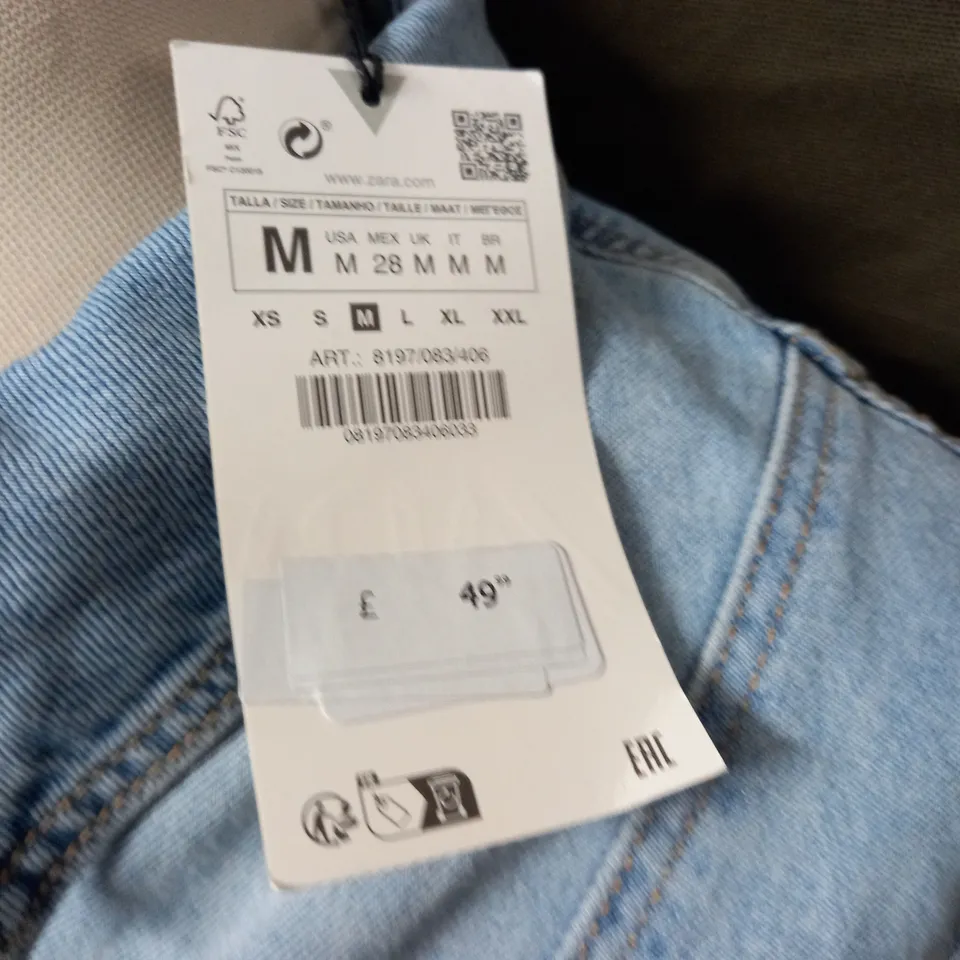 FSC
www.zara.com
TALLA / SIZE / TAMANHO / TAILLE / MAAT / ΜΕΓΕΘΟΣ
M
USA MEX UK IT BR
M 28 M M M
XS S M L XL XXL
ART.: 8197/083/406
08197083406033
£ 49
EAC